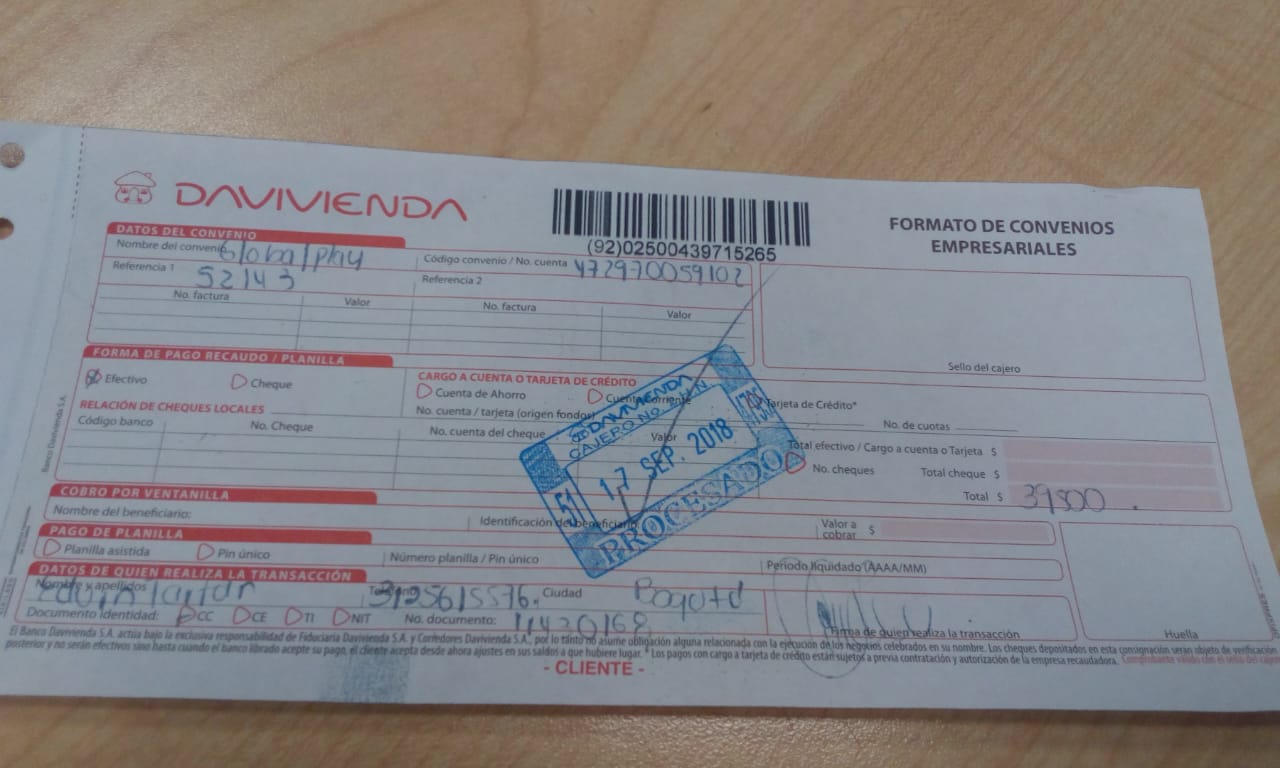 DAVIVIENDA
(92)02500439715265
FORMATO DE CONVENIOS
EMPRESARIALES
DATOS DEL CONVENIO
Nombre del convenio Global play
Código convenio / No. cuenta 472970059102
Referencia 1 52143
Referencia 2
No. factura Valor No. factura Valor
Sello del cajero
FORMA DE PAGO RECAUDO / PLANILLA
Efectivo Cheque
CARGO A CUENTA O TARJETA DE CRÉDITO
Cuenta de Ahorro Cuenta Corriente Tarjeta de Crédito*
No. cuenta / tarjeta (origen fondos) No. de cuotas
RELACIÓN DE CHEQUES LOCALES
Código banco No. Cheque No. cuenta del cheque Valor
Total efectivo / Cargo a cuenta o Tarjeta $
No. cheques Total cheque $
Total $ 39800
DAVIVIENDA
CAJERO No.
51
17 SEP. 2018
PROCESADO
COBRO POR VENTANILLA
Nombre del beneficiario: Identificación del beneficiario
Valor a
cobrar $
PAGO DE PLANILLA
Planilla asistida Pin único Número planilla / Pin único
Periodo liquidado (AAAA/MM)
DATOS DE QUIEN REALIZA LA TRANSACCIÓN
Nombre y apellidos Teléfono 3125615576. Ciudad Bogotá
Documento identidad: CC CE TI NIT No. documento: 11420168
Firma de quien realiza la transacción
Huella
El Banco Davivienda S.A. actúa bajo la exclusiva responsabilidad de Fiduciaria Davivienda S.A. y Corredores Davivienda S.A., por lo tanto no asume obligación alguna relacionada con la ejecución de los negocios celebrados en su nombre. Los cheques depositados en esta consignación serán objeto de verificación
posterior y no serán efectivos sino hasta cuando el banco librado acepte su pago, el cliente acepta desde ahora ajustes en sus saldos a que hubiere lugar. * Los pagos con cargo a tarjeta de crédito están sujetos a previa contratación y autorización de la empresa recaudadora. Comprobante válido con el sello del cajero
- CLIENTE -
Banco Davivienda S.A.